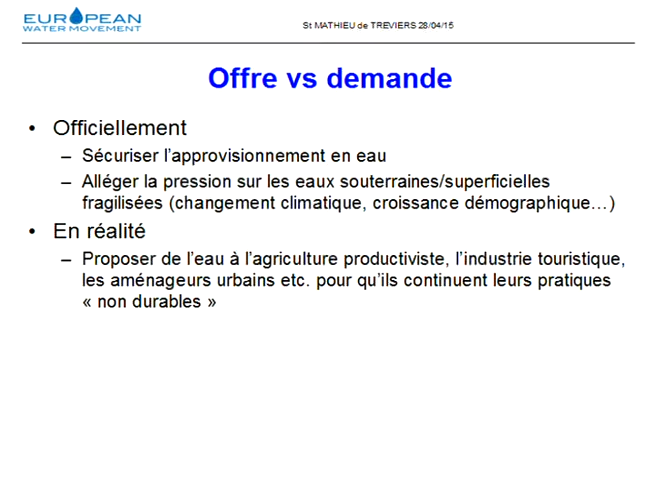 EUROPEAN
WATER MOVEMENT
St MATHIEU de TREVIERS 28/04/15
Offre vs demande
• Officiellement
– Sécuriser l’approvisionnement en eau
– Alléger la pression sur les eaux souterraines/superficielles
fragilisées (changement climatique, croissance démographique…)
• En réalité
– Proposer de l’eau à l’agriculture productiviste, l’industrie touristique,
les aménageurs urbains etc. pour qu’ils continuent leurs pratiques
« non durables »